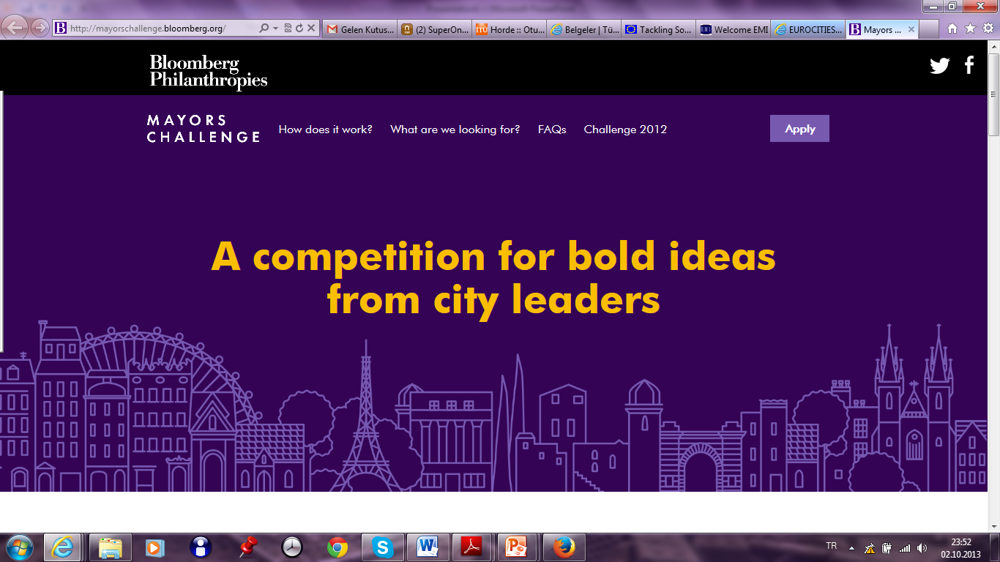 http://mayorschallenge.bloomberg.org/
Gelen Kutus...
(2) SuperOn...
Horde :: Otu...
Belgeler | Tü...
Tackling So...
Welcome EMI
EUROCITIES...
Mayors ...
Bloomberg
Philanthropies
MAYORS
CHALLENGE
How does it work?
What are we looking for?
FAQs
Challenge 2012
Apply
A competition for bold ideas
from city leaders
TR
23:52
02.10.2013